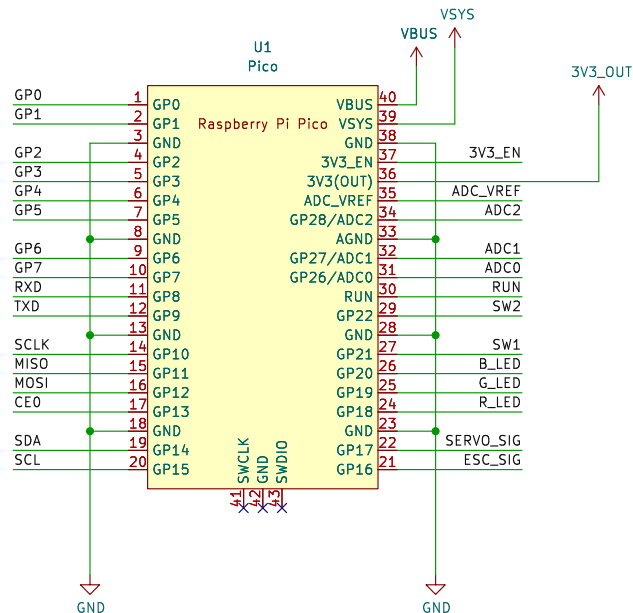 VSYS
VBUS
U1
Pico
3V3_OUT
GP0 1 GP0 VBUS 40
GP1 2 GP1 Raspberry Pi Pico VSYS 39
3 GND GND 38
GP2 4 GP2 3V3_EN 37 3V3_EN
GP3 5 GP3 3V3(OUT) 36
GP4 6 GP4 ADC_VREF 35 ADC_VREF
GP5 7 GP5 GP28/ADC2 34 ADC2
8 GND AGND 33
GP6 9 GP6 GP27/ADC1 32 ADC1
GP7 10 GP7 GP26/ADC0 31 ADC0
RXD 11 GP8 RUN 30 RUN
TXD 12 GP9 GP22 29 SW2
13 GND GND 28
SCLK 14 GP10 GP21 27 SW1
MISO 15 GP11 GP20 26 B_LED
MOSI 16 GP12 GP19 25 G_LED
CE0 17 GP13 GP18 24 R_LED
18 GND GND 23
SDA 19 GP14 GP17 22 SERVO_SIG
SCL 20 GP15 GP16 21 ESC_SIG
SWCLK GND SWDIO
41 42 43
GND GND